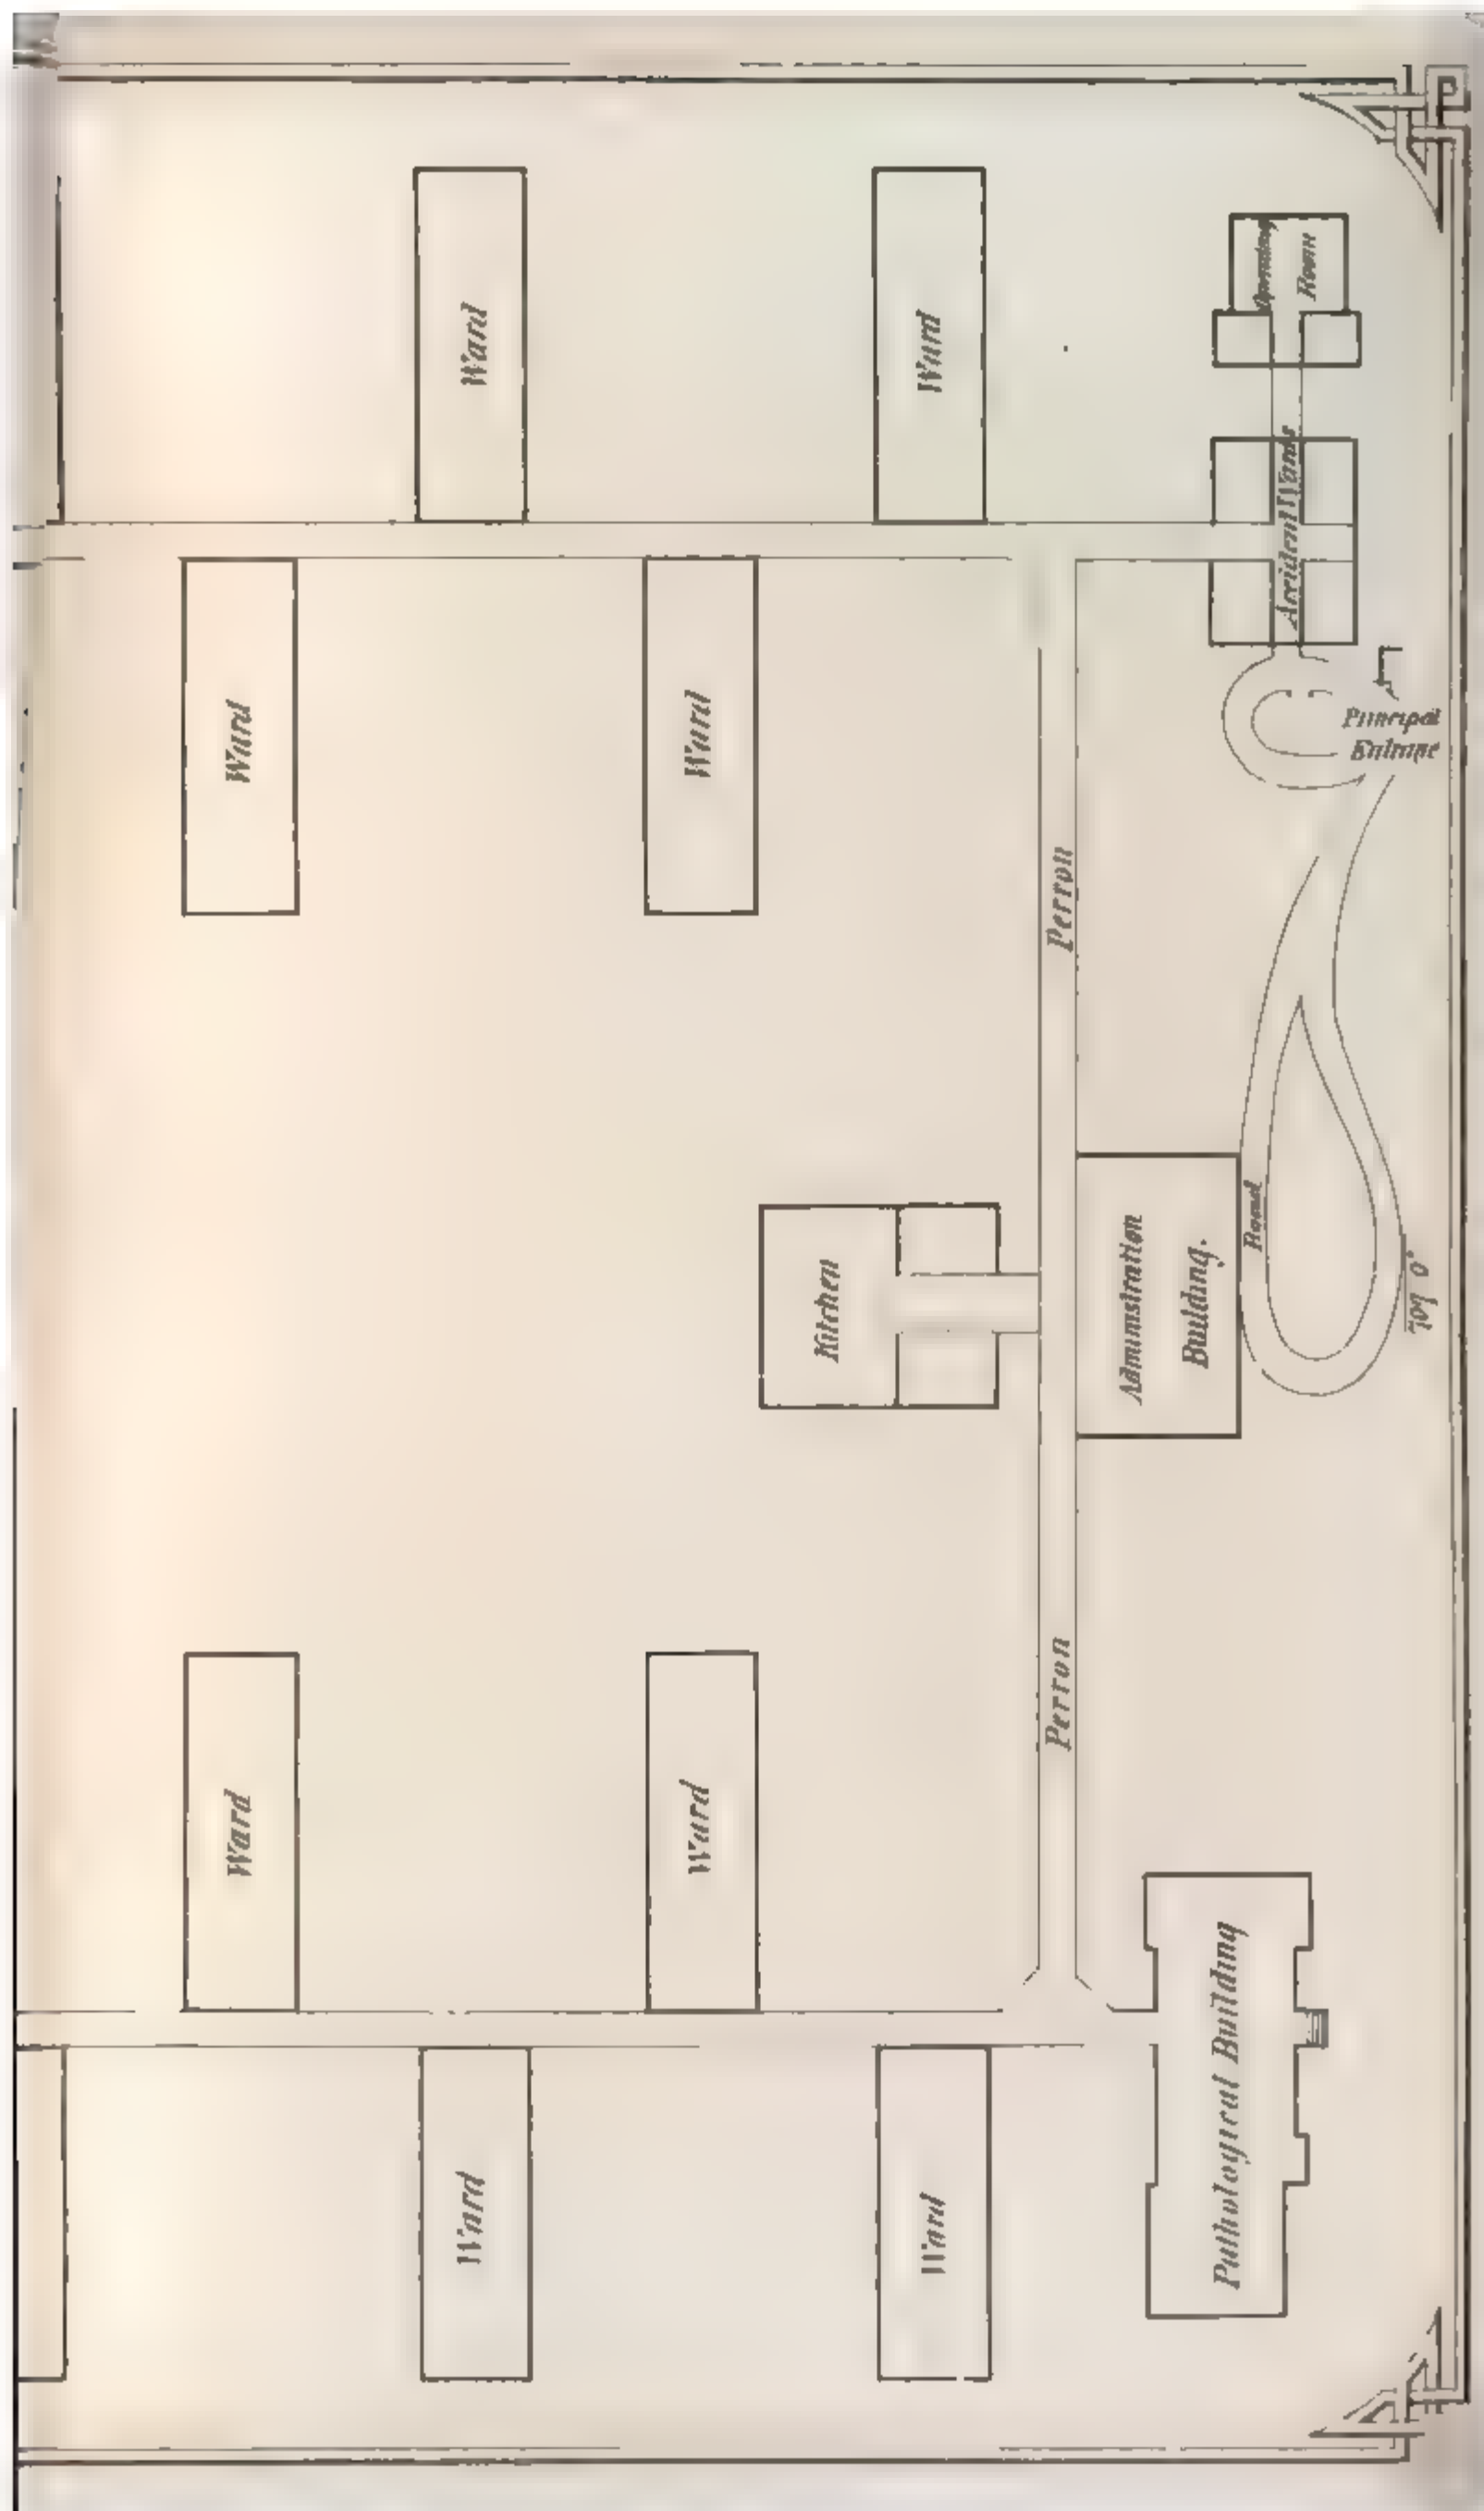 Ward
Ward
Operating
Room
Ward
Ward
Accident Wards
Principal
Entrance
Perron
Kitchen
Administration
Building.
Road
Perron
Ward
Ward
Pathological Building
Ward
Ward